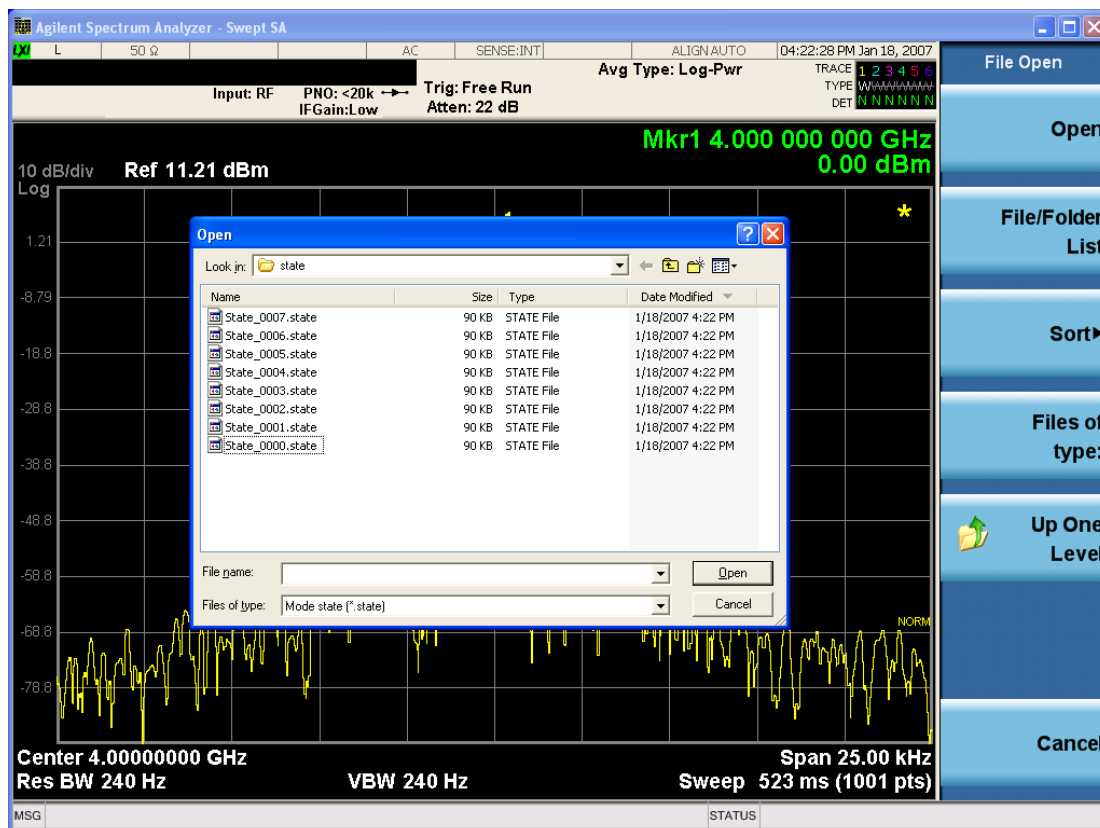 Agilent Spectrum Analyzer - Swept SA
LXI L 50 Ω AC SENSE:INT ALIGN AUTO 04:22:28 PM Jan 18, 2007
Input: RF PNO: <20k Trig: Free Run Avg Type: Log-Pwr TRACE 1 2 3 4 5 6
IFGain:Low Atten: 22 dB TYPE W
DET N N N N N N
Mkr1 4.000 000 000 GHz
0.00 dBm
10 dB/div Ref 11.21 dBm
Log
1.21
-8.79
-18.8
-28.8
-38.8
-48.8
-58.8
-68.8
-78.8
*
NORM
Open
Look in: state
Name Size Type Date Modified
State_0007.state 90 KB STATE File 1/18/2007 4:22 PM
State_0006.state 90 KB STATE File 1/18/2007 4:22 PM
State_0005.state 90 KB STATE File 1/18/2007 4:22 PM
State_0004.state 90 KB STATE File 1/18/2007 4:22 PM
State_0003.state 90 KB STATE File 1/18/2007 4:22 PM
State_0002.state 90 KB STATE File 1/18/2007 4:22 PM
State_0001.state 90 KB STATE File 1/18/2007 4:22 PM
State_0000.state 90 KB STATE File 1/18/2007 4:22 PM
File name: Open
Files of type: Mode state (*.state) Cancel
Center 4.00000000 GHz Span 25.00 kHz
Res BW 240 Hz VBW 240 Hz Sweep 523 ms (1001 pts)
MSG STATUS
File Open
Open
File/Folder
List
Sort
Files of
type:
Up One
Level
Cancel